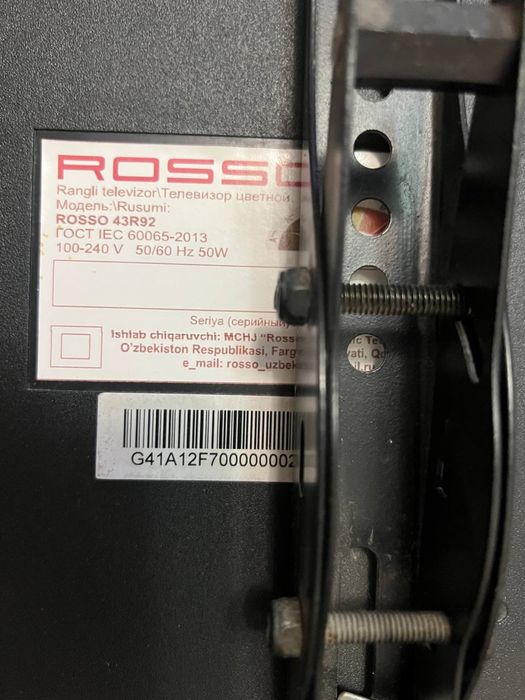 ROSSO
Rangli televizor\Телевизор цветной.
Модель:\Rusumi:
ROSSO 43R92
ГОСТ IEC 60065-2013
100-240 V 50/60 Hz 50W
Seriya (серийный)
Ishlab chiqaruvchi: MCHJ "Ross
O'zbekiston Respublikasi, Farg
e_mail: rosso_uzbek
G41A12F700000002